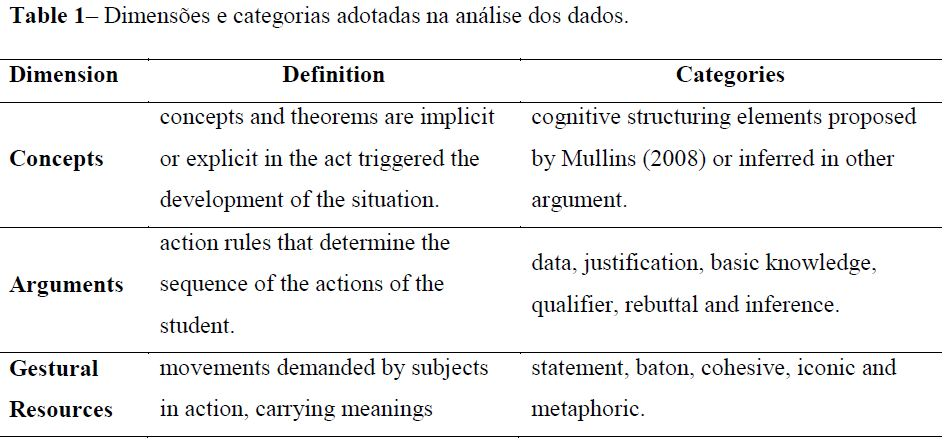 Table 1– Dimensões e categorias adotadas na análise dos dados.
Dimension Definition Categories
Concepts
concepts and theorems are implicit
or explicit in the act triggered the
development of the situation.
cognitive structuring elements proposed
by Mullins (2008) or inferred in other
argument.
Arguments
action rules that determine the
sequence of the actions of the
student.
data, justification, basic knowledge,
qualifier, rebuttal and inference.
Gestural
Resources
movements demanded by subjects
in action, carrying meanings
statement, baton, cohesive, iconic and
metaphoric.